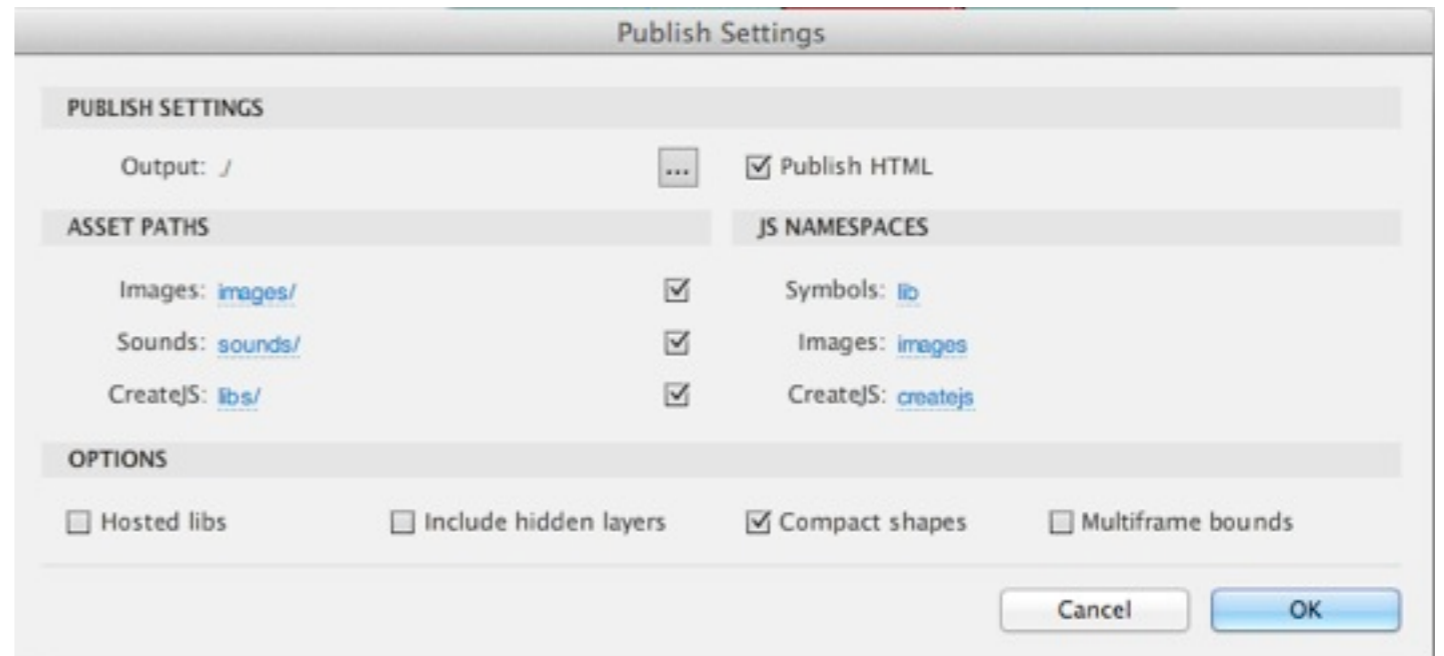 Publish Settings
PUBLISH SETTINGS
Output: ./
... Publish HTML
ASSET PATHS
JS NAMESPACES
Images: images/
Symbols: lib
Sounds: sounds/
Images: images
CreateJS: libs/
CreateJS: createjs
OPTIONS
Hosted libs
Include hidden layers
Compact shapes
Multiframe bounds
Cancel
OK